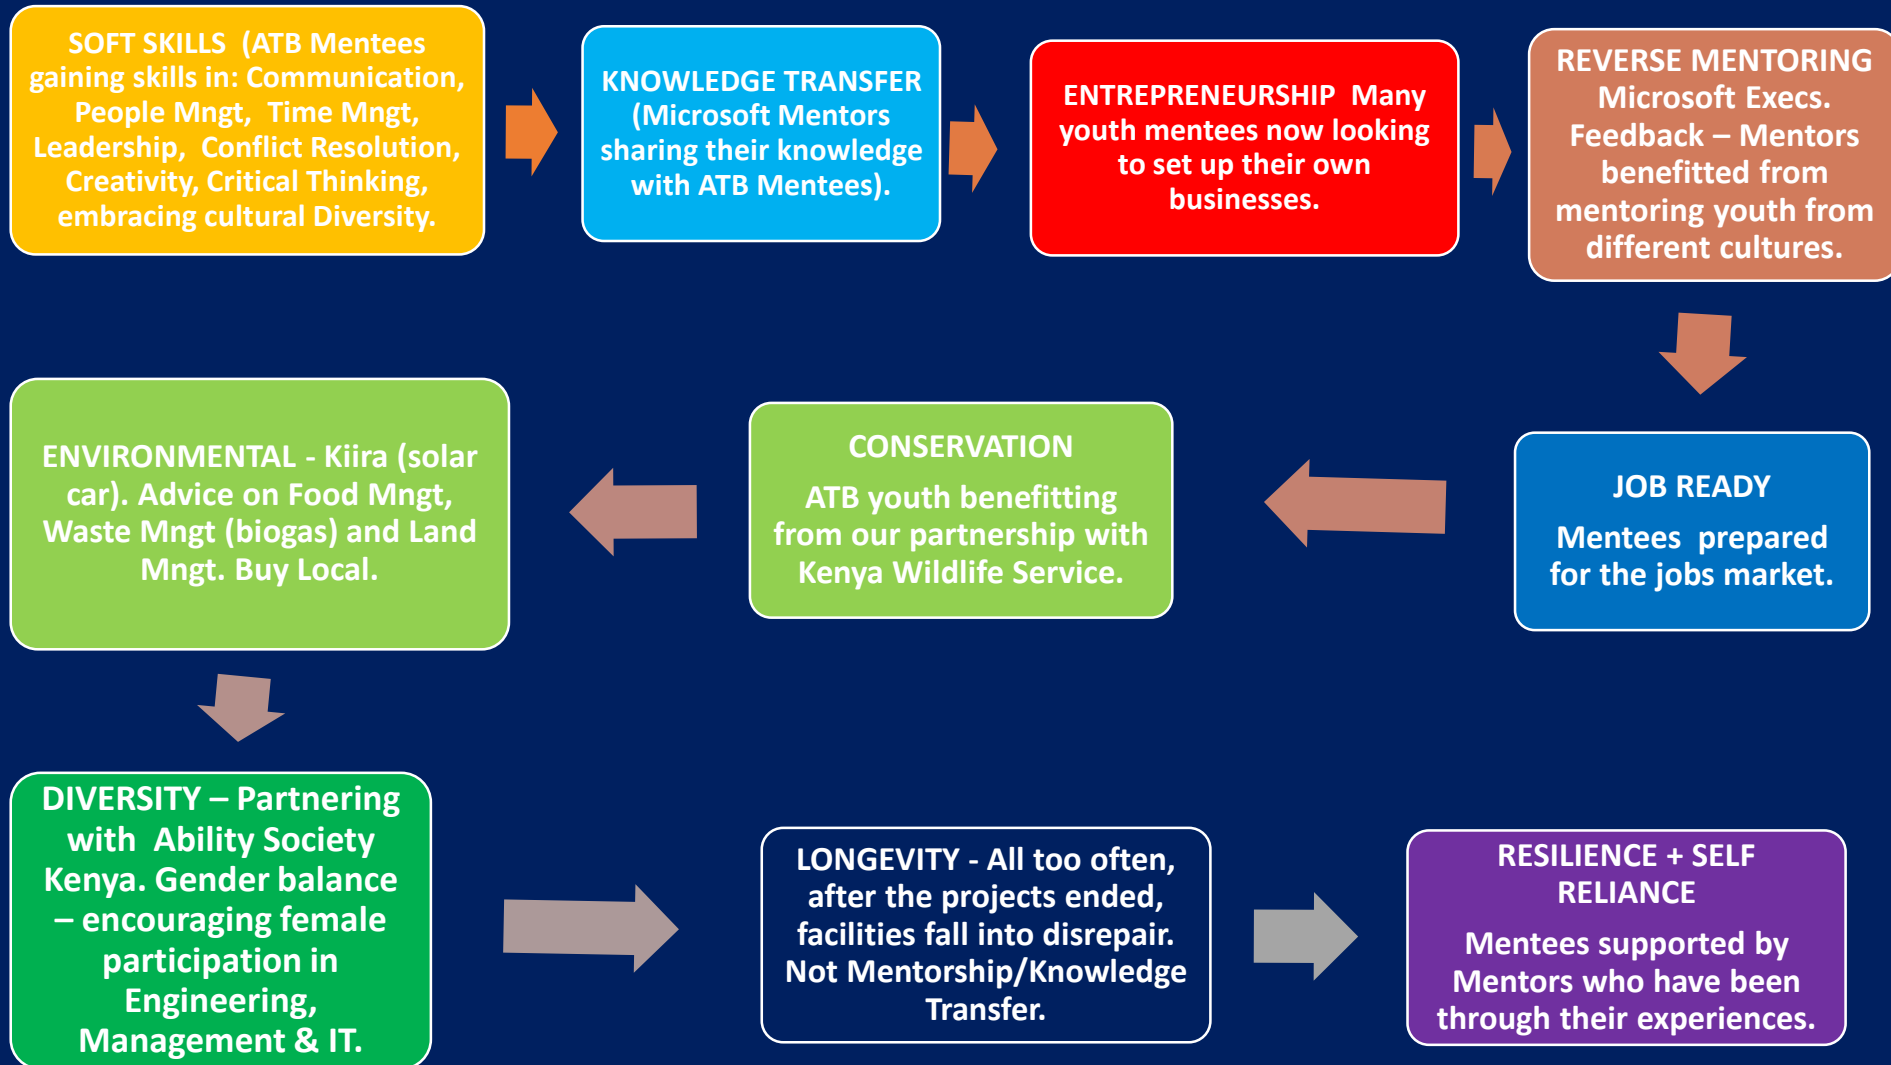 SOFT SKILLS  (ATB Mentees
gaining skills in: Communication,
People Mngt,  Time Mngt,
Leadership,  Conflict Resolution,
Creativity, Critical Thinking,
embracing cultural Diversity.
KNOWLEDGE TRANSFER
(Microsoft Mentors
sharing their knowledge
with ATB Mentees).
ENTREPRENEURSHIP  Many
youth mentees now looking
to set up their own
businesses.
REVERSE MENTORING
Microsoft Execs.
Feedback – Mentors
benefitted from
mentoring youth from
different cultures.
JOB READY
Mentees  prepared
for the jobs market.
CONSERVATION
ATB youth benefitting
from our partnership with
Kenya Wildlife Service.
ENVIRONMENTAL - Kiira (solar
car). Advice on Food Mngt,
Waste Mngt (biogas) and Land
Mngt. Buy Local.
DIVERSITY – Partnering
with  Ability Society
Kenya. Gender balance
– encouraging female
participation in
Engineering,
Management & IT.
LONGEVITY - All too often,
after the projects ended,
facilities fall into disrepair.
Not Mentorship/Knowledge
Transfer.
RESILIENCE + SELF
RELIANCE
Mentees supported by
Mentors who have been
through their experiences.